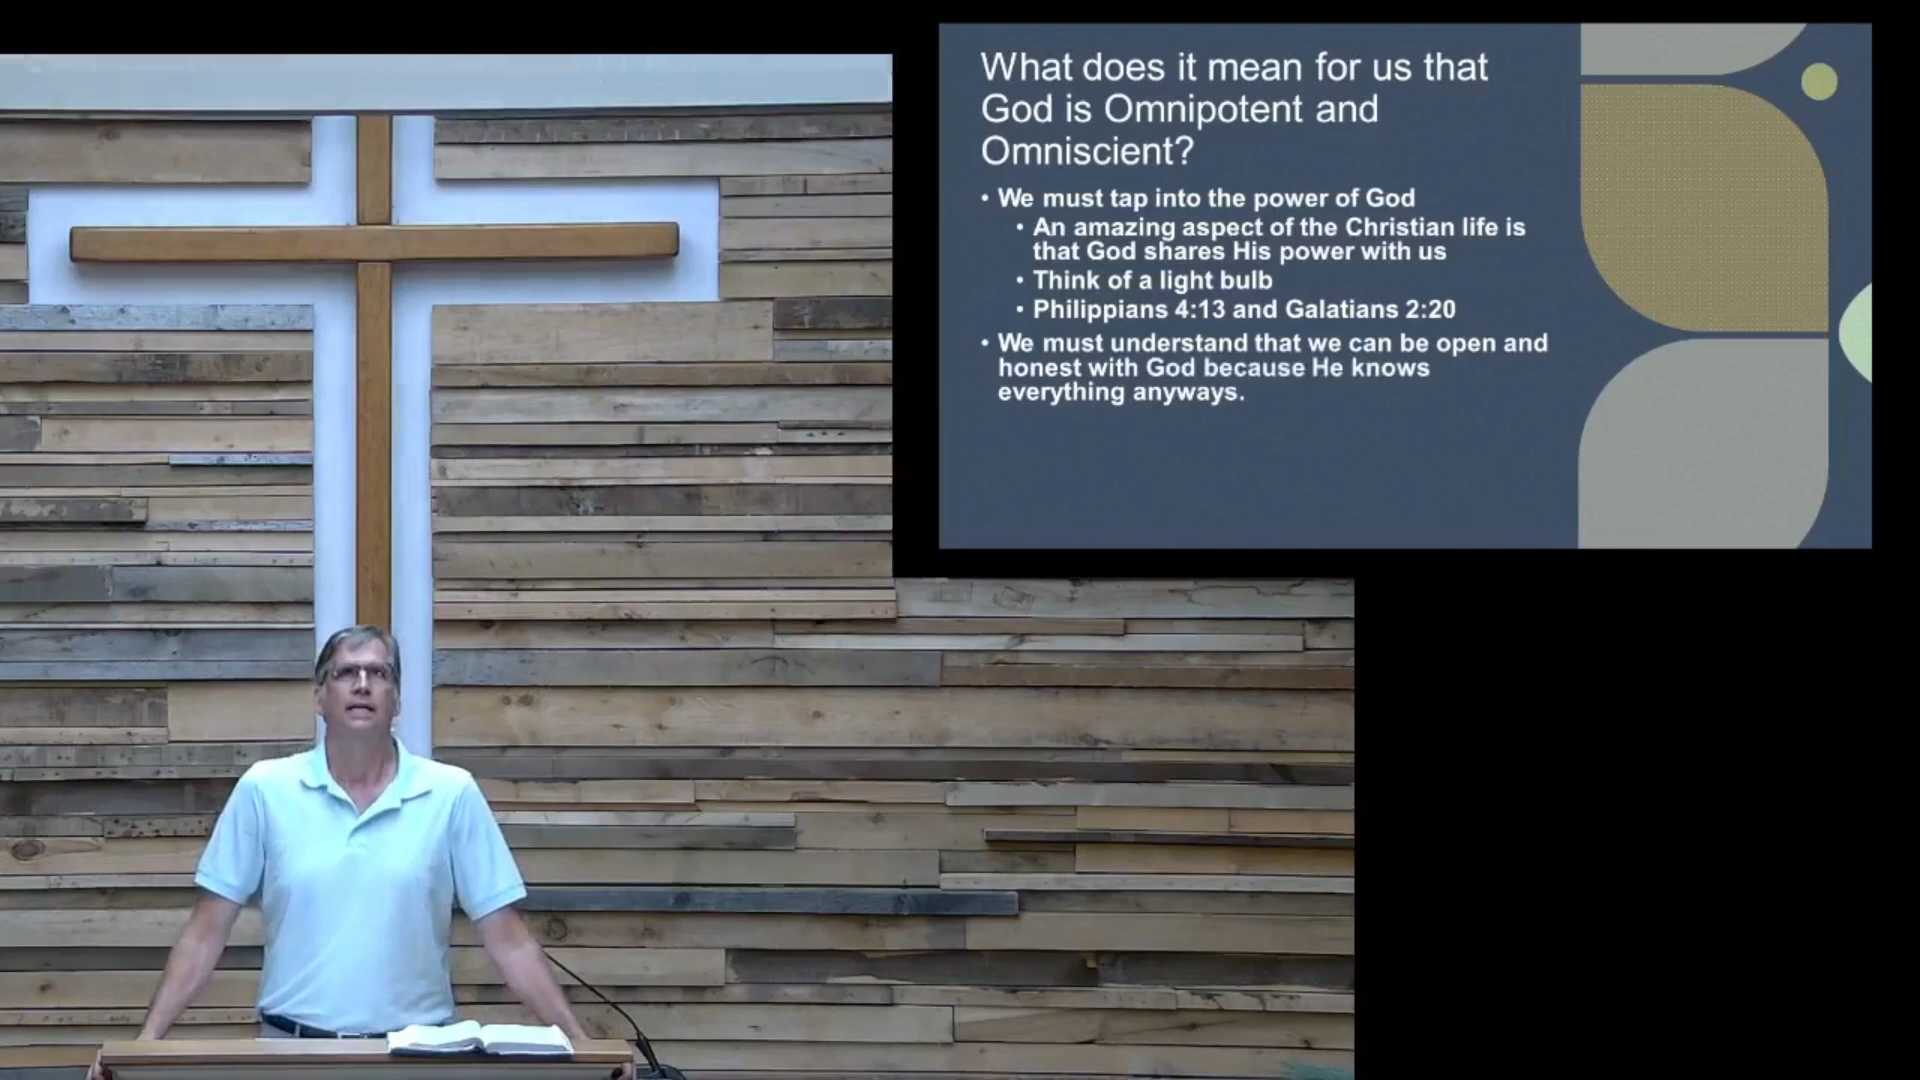 What does it mean for us that
God is Omnipotent and
Omniscient?
• We must tap into the power of God
• An amazing aspect of the Christian life is
that God shares His power with us
• Think of a light bulb
• Philippians 4:13 and Galatians 2:20
• We must understand that we can be open and
honest with God because He knows
everything anyways.